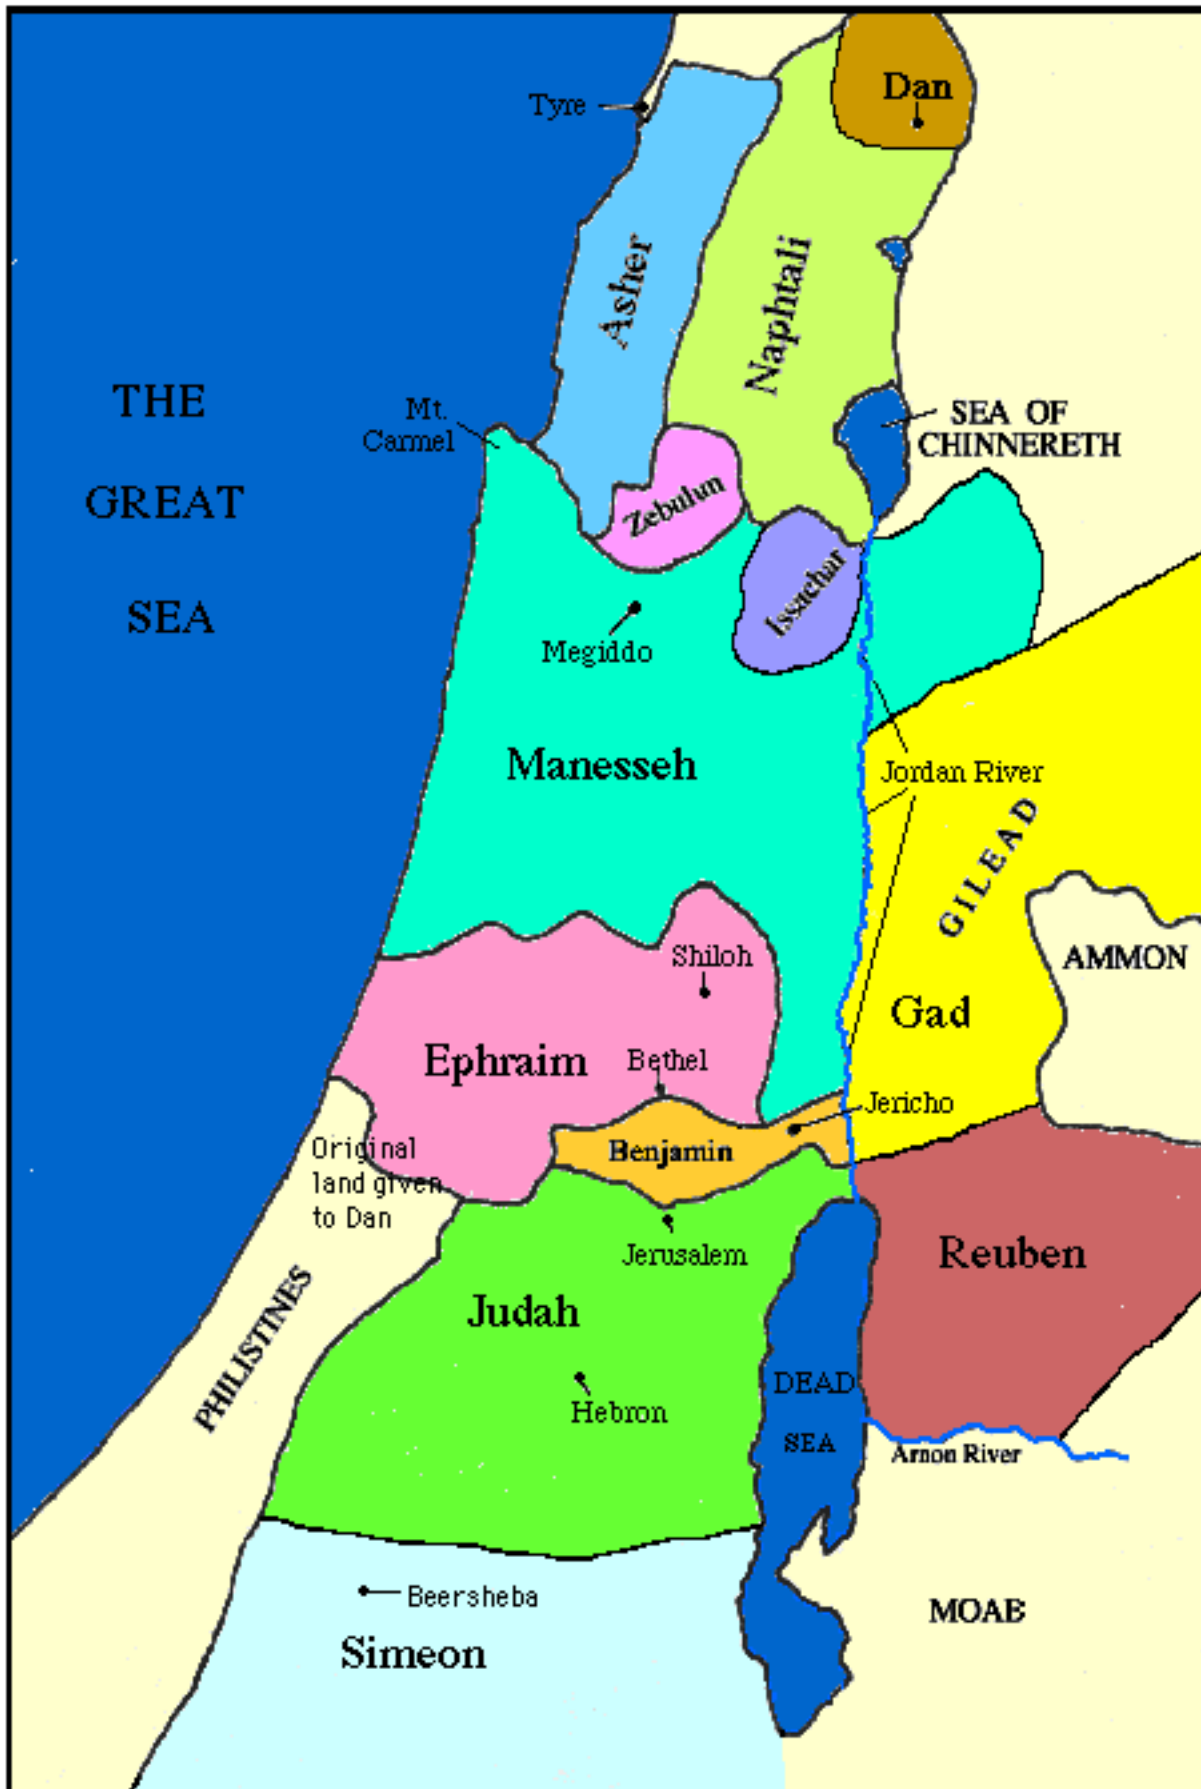 Dan
Tyre
Asher
Naphtali
THE
GREAT
SEA
Mt.
Carmel
SEA OF
CHINNERETH
Zebulun
Issachar
Megiddo
Manesseh
Jordan River
GILEAD
AMMON
Shiloh
Gad
Ephraim
Bethel
Jericho
Benjamin
Original
land given
to Dan
Jerusalem
Reuben
Judah
PHILISTINES
Hebron
DEAD
SEA
Arnon River
Beersheba
MOAB
Simeon